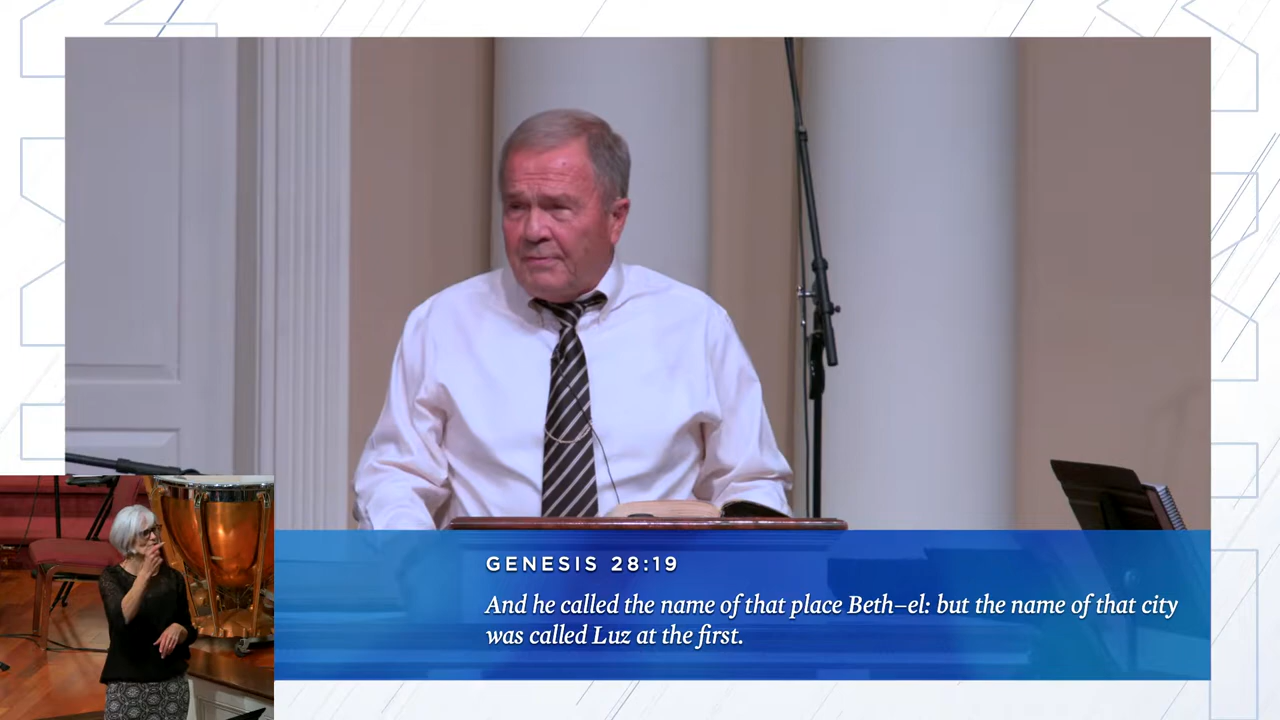 GENESIS 28:19
And he called the name of that place Beth–el: but the name of that city
was called Luz at the first.